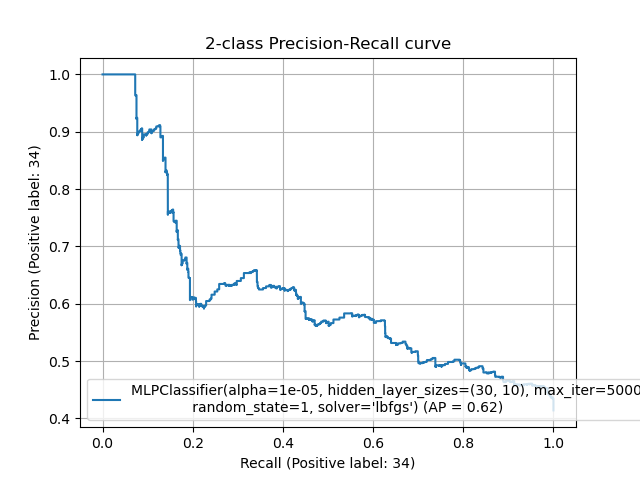 2-class Precision-Recall curve
1.0
0.9
0.8
0.7
0.6
0.5
0.4
Precision (Positive label: 34)
MLPClassifier(alpha=1e-05, hidden_layer_sizes=(30, 10), max_iter=5000
random_state=1, solver='lbfgs') (AP = 0.62)
0.0 0.2 0.4 0.6 0.8 1.0
Recall (Positive label: 34)